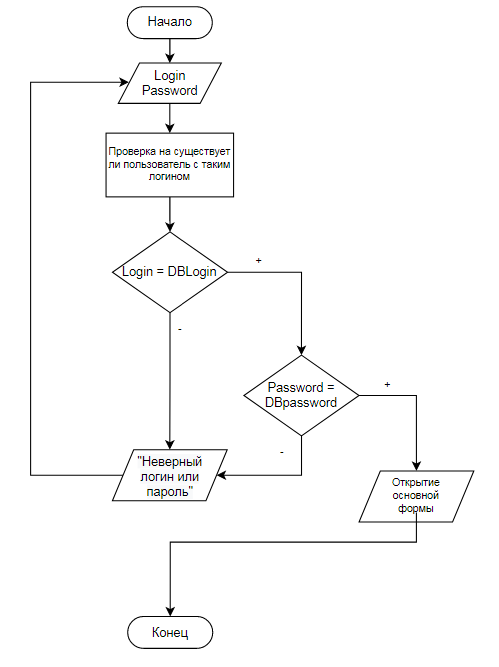 Начало
Login
Password
Проверка на существует
ли пользователь с таким
логином
Login = DBLogin
+
-
Password =
DBpassword
+
-
"Неверный
логин или
пароль"
Открытие
основной
формы
Конец